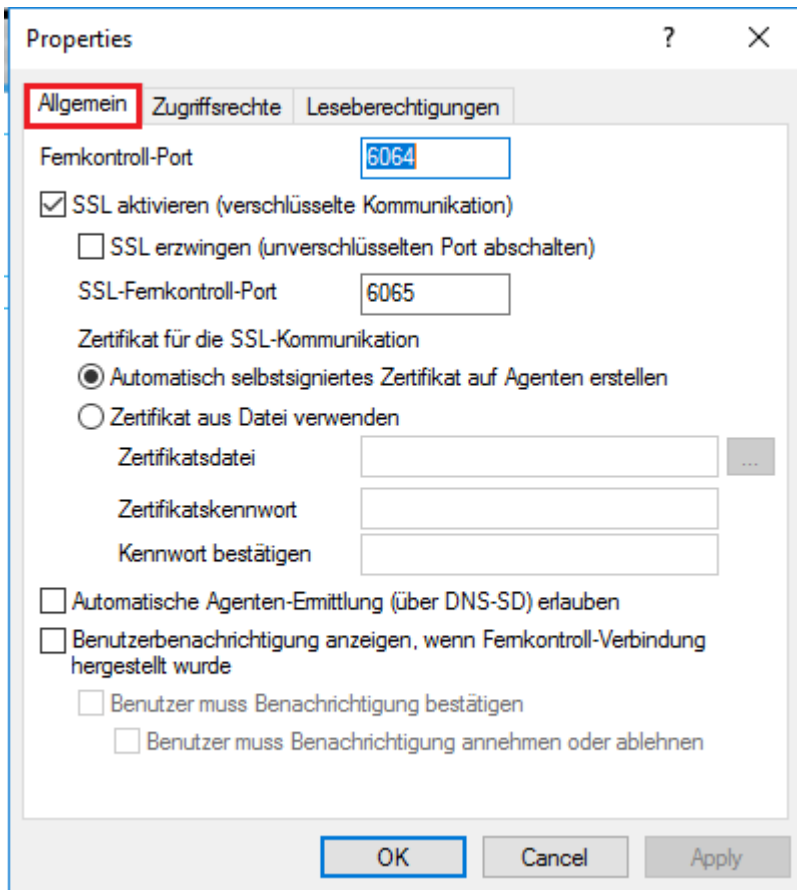 Properties
?
Allgemein Zugriffsrechte Leseberechtigungen
Fernkontroll-Port 6064
SSL aktivieren (verschlüsselte Kommunikation)
SSL erzwingen (unverschlüsselten Port abschalten)
SSL-Fernkontroll-Port 6065
Zertifikat für die SSL-Kommunikation
Automatisch selbstsigniertes Zertifikat auf Agenten erstellen
Zertifikat aus Datei verwenden
Zertifikatsdatei ...
Zertifikatskennwort
Kennwort bestätigen
Automatische Agenten-Ermittlung (über DNS-SD) erlauben
Benutzerbenachrichtigung anzeigen, wenn Fernkontroll-Verbindung
hergestellt wurde
Benutzer muss Benachrichtigung bestätigen
Benutzer muss Benachrichtigung annehmen oder ablehnen
OK Cancel Apply